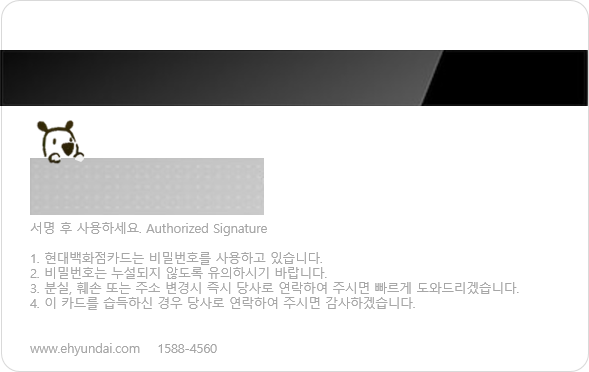 서명 후 사용하세요. Authorized Signature
1. 현대백화점카드는 비밀번호를 사용하고 있습니다.
2. 비밀번호는 누설되지 않도록 유의하시기 바랍니다.
3. 분실, 훼손 또는 주소 변경시 즉시 당사로 연락하여 주시면 빠르게 도와드리겠습니다.
4. 이 카드를 습득하신 경우 당사로 연락하여 주시면 감사하겠습니다.
www.ehyundai.com 1588-4560